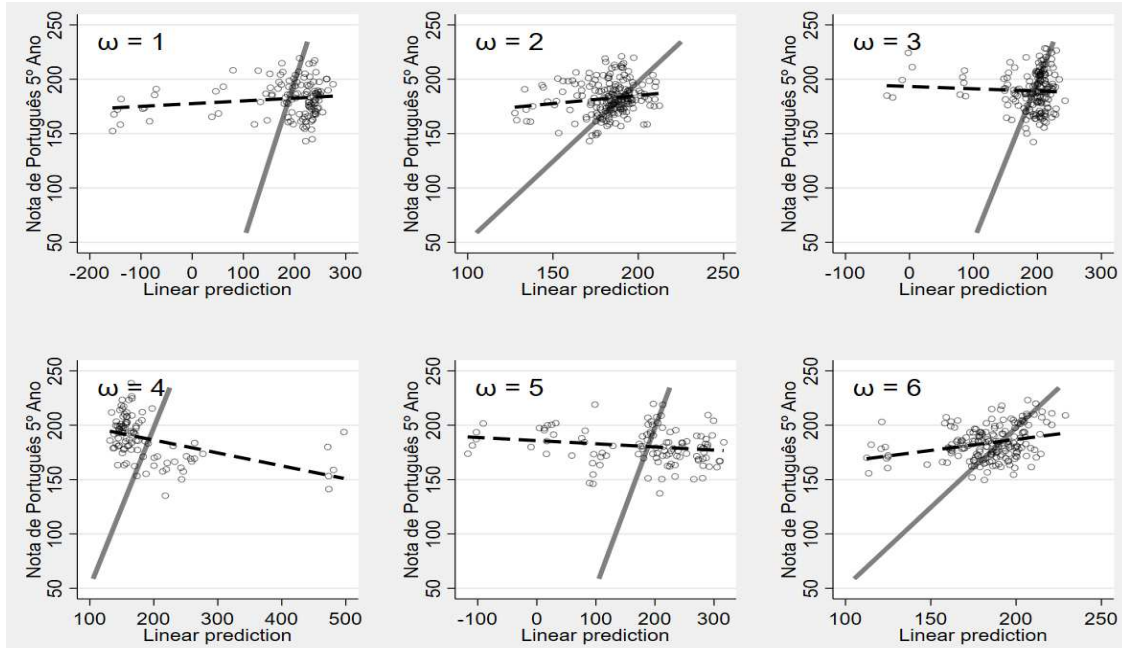 ω = 1
Nota de Português 5º Ano
50 100 150 200 250
-200 -100 0 100 200 300
Linear prediction
ω = 2
Nota de Português 5º Ano
50 100 150 200 250
100 150 200 250
Linear prediction
ω = 3
Nota de Português 5º Ano
50 100 150 200 250
-100 0 100 200 300
Linear prediction
ω = 4
Nota de Português 5º Ano
50 100 150 200 250
100 200 300 400 500
Linear prediction
ω = 5
Nota de Português 5º Ano
50 100 150 200 250
-100 0 100 200 300
Linear prediction
ω = 6
Nota de Português 5º Ano
50 100 150 200 250
100 150 200 250
Linear prediction